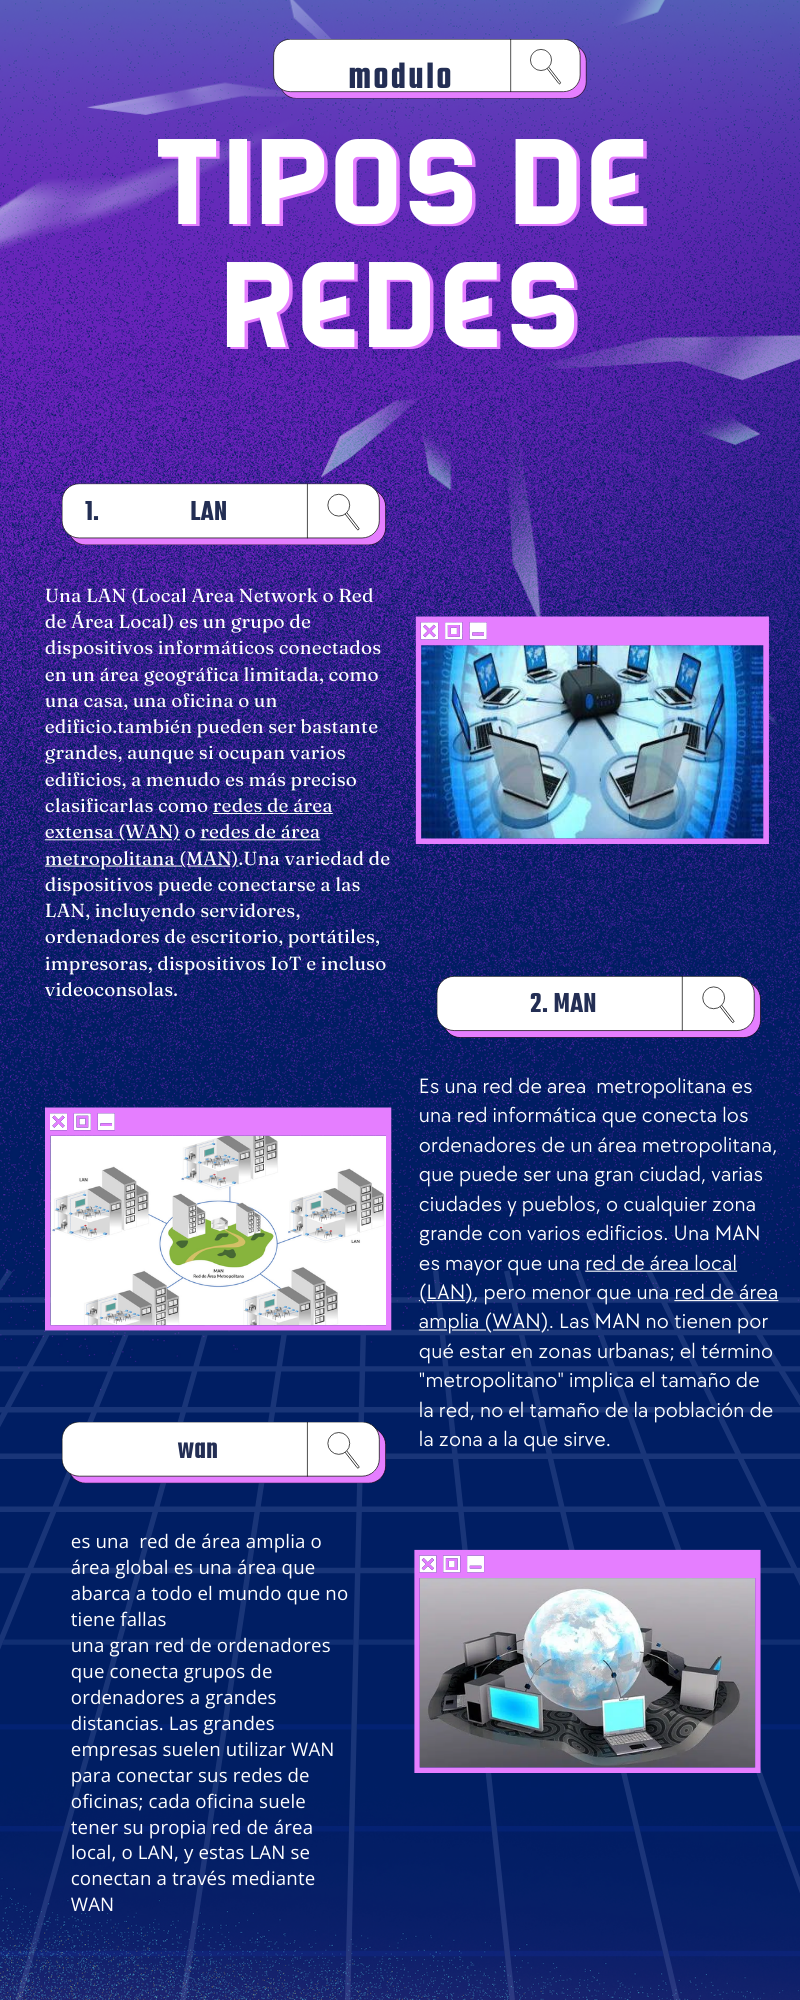 modulo
TIPOS DE
REDES
1. LAN
Una LAN (Local Area Network o Red
de Área Local) es un grupo de
dispositivos informáticos conectados
en un área geográfica limitada, como
una casa, una oficina o un
edificio.también pueden ser bastante
grandes, aunque si ocupan varios
edificios, a menudo es más preciso
clasificarlas como redes de área
extensa (WAN) o redes de área
metropolitana (MAN).Una variedad de
dispositivos puede conectarse a las
LAN, incluyendo servidores,
ordenadores de escritorio, portátiles,
impresoras, dispositivos IoT e incluso
videoconsolas.
2. MAN
Es una red de area  metropolitana es
una red informática que conecta los
ordenadores de un área metropolitana,
que puede ser una gran ciudad, varias
ciudades y pueblos, o cualquier zona
grande con varios edificios. Una MAN
es mayor que una red de área local
(LAN), pero menor que una red de área
amplia (WAN). Las MAN no tienen por
qué estar en zonas urbanas; el término
"metropolitano" implica el tamaño de
la red, no el tamaño de la población de
la zona a la que sirve.
LAN
LAN
MAN
Red de Área Metropolitana
wan
es una  red de área amplia o
área global es una área que
abarca a todo el mundo que no
tiene fallas
una gran red de ordenadores
que conecta grupos de
ordenadores a grandes
distancias. Las grandes
empresas suelen utilizar WAN
para conectar sus redes de
oficinas; cada oficina suele
tener su propia red de área
local, o LAN, y estas LAN se
conectan a través mediante
WAN